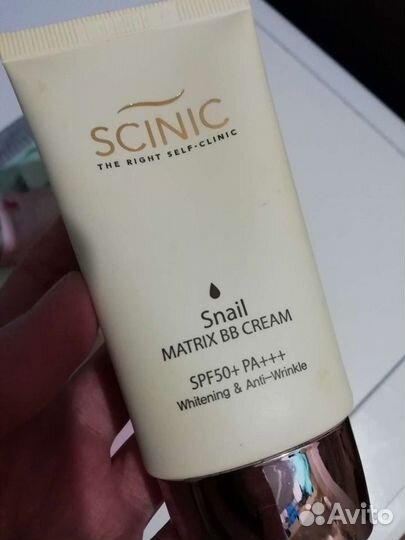 SCINIC
THE RIGHT SELF-CLINIC
Snail
MATRIX BB CREAM
SPF50+ PA+++
Whitening & Anti-Wrinkle
Avito